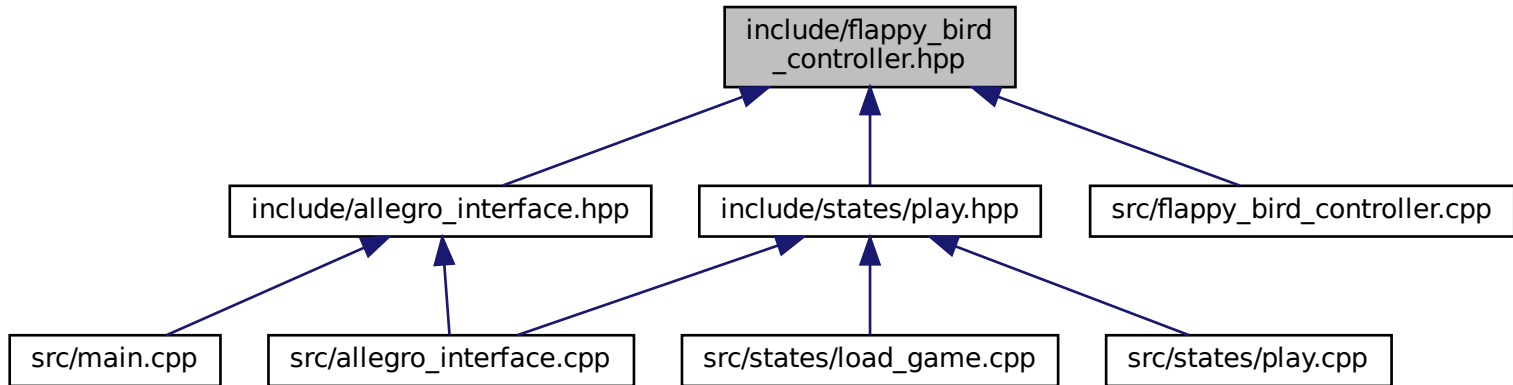 include/flappy_bird
_controller.hpp
include/allegro_interface.hpp
include/states/play.hpp
src/flappy_bird_controller.cpp
src/main.cpp
src/allegro_interface.cpp
src/states/load_game.cpp
src/states/play.cpp